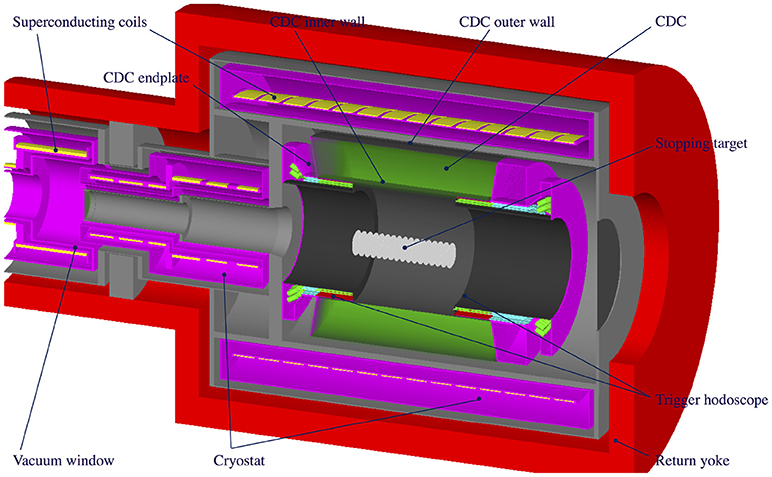 Superconducting coils
CDC inner wall
CDC outer wall
CDC
CDC endplate
Stopping target
Trigger hodoscope
Vacuum window
Cryostat
Return yoke